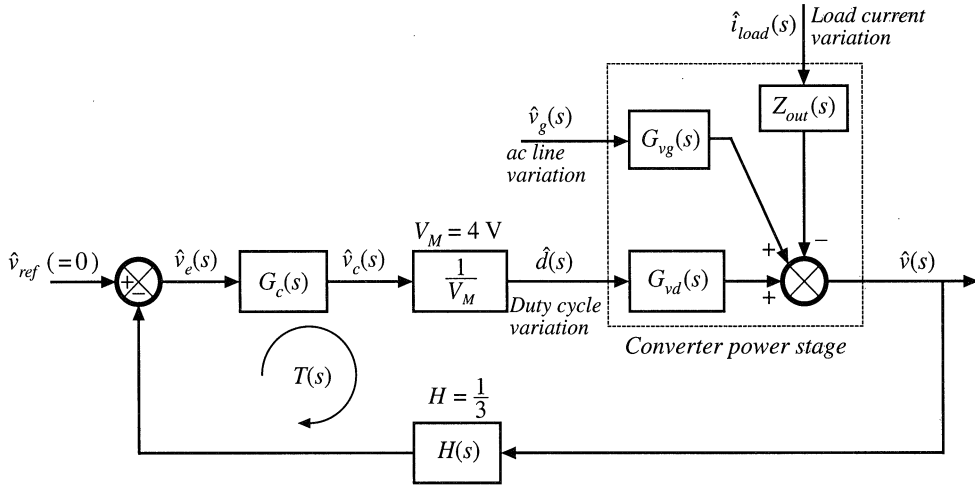 î_load(s) Load current
variation
Z_out(s)
v̂_g(s)
ac line
variation
G_vg(s)
V_M = 4 V
v̂_ref (=0)
+
−
v̂_e(s)
G_c(s)
v̂_c(s)
1
V_M
d̂(s)
Duty cycle
variation
G_vd(s)
+
+
−
v̂(s)
Converter power stage
T(s)
H = 1/3
H(s)